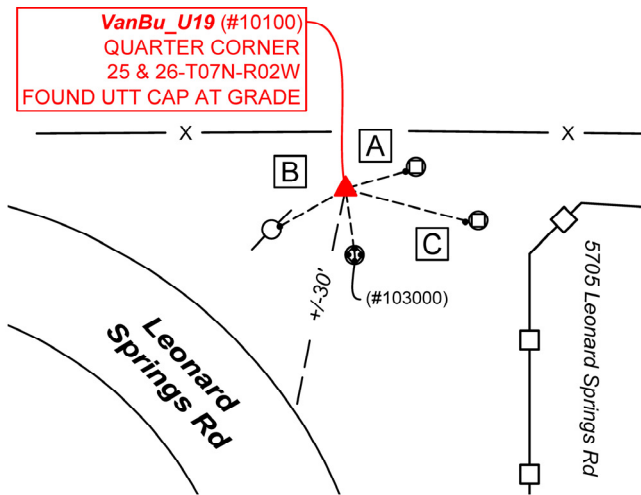 VanBu_U19 (#10100)
QUARTER CORNER
25 & 26-T07N-R02W
FOUND UTT CAP AT GRADE
X
X
A
B
C
+/-30'
(#103000)
Leonard
Springs Rd
5705 Leonard Springs Rd